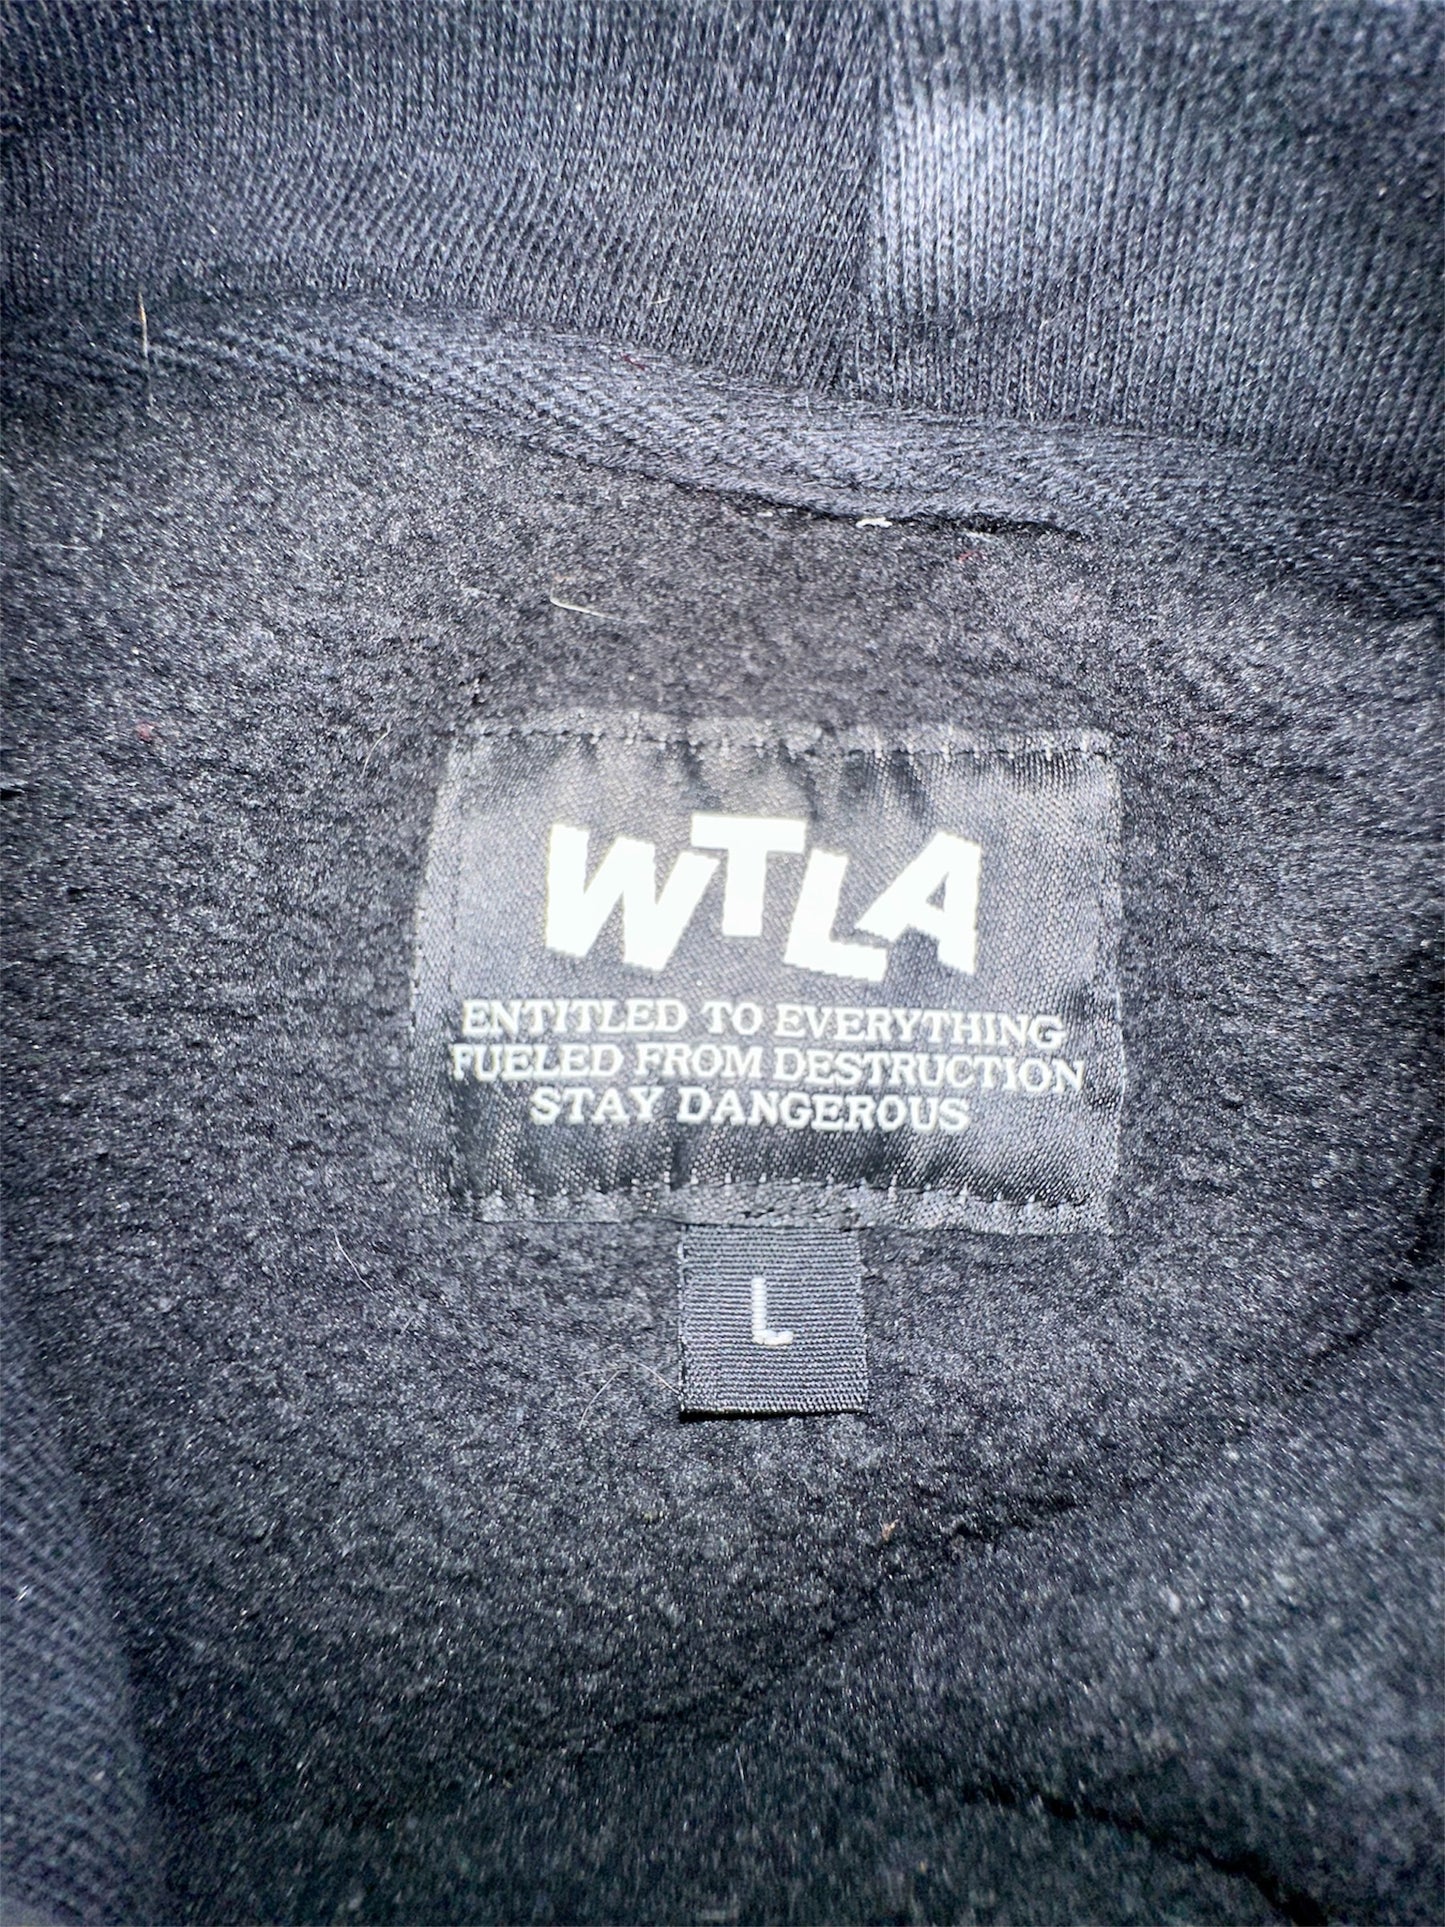 WTLA
ENTITLED TO EVERYTHING
FUELED FROM DESTRUCTION
STAY DANGEROUS
L